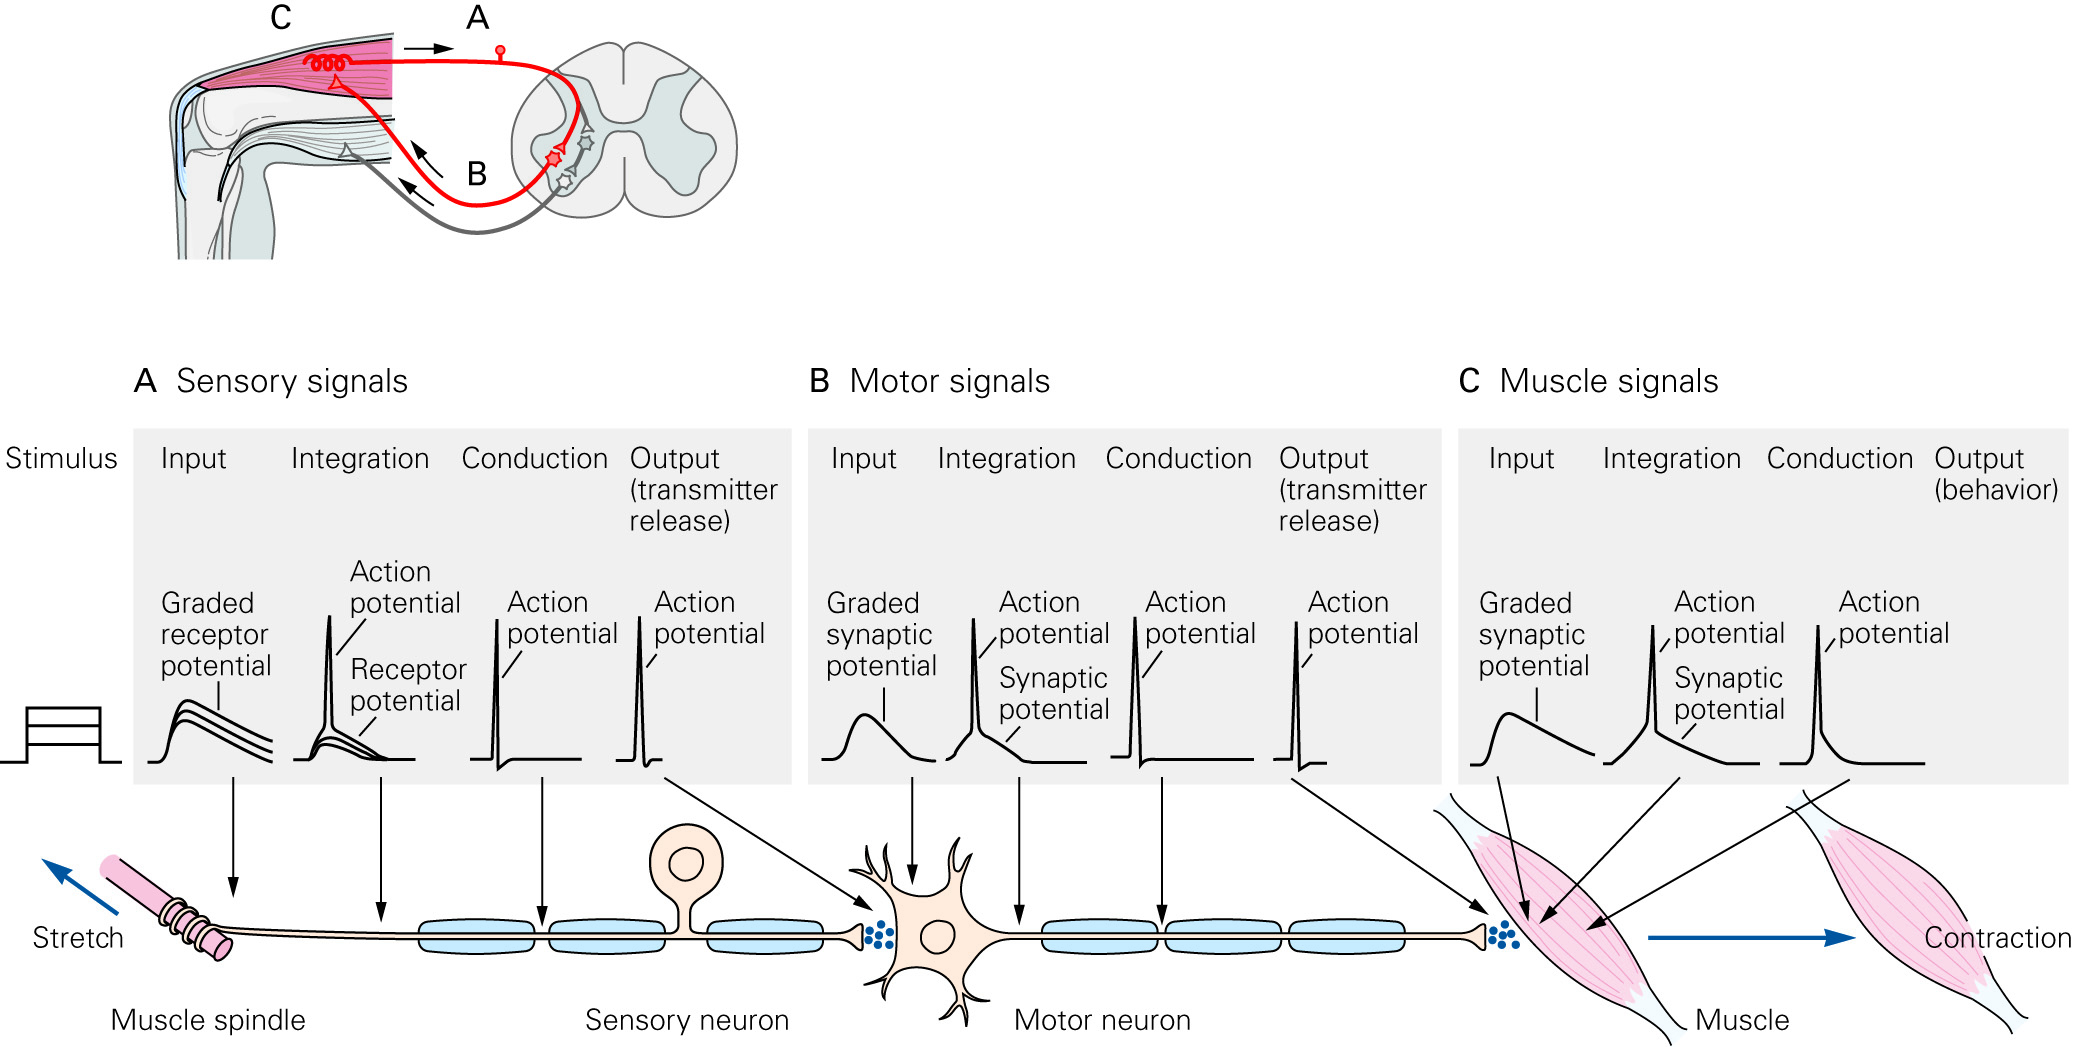 C
A
B
A Sensory signals
B Motor signals
C Muscle signals
Stimulus
Input
Integration
Conduction
Output
(transmitter
release)
Action
potential
Graded
receptor
potential
Receptor
potential
Action
potential
Action
potential
Input
Integration
Conduction
Output
(transmitter
release)
Graded
synaptic
potential
Action
potential
Synaptic
potential
Action
potential
Action
potential
Input
Integration
Conduction
Output
(behavior)
Graded
synaptic
potential
Action
potential
Synaptic
potential
Action
potential
Stretch
Contraction
Muscle spindle
Sensory neuron
Motor neuron
Muscle